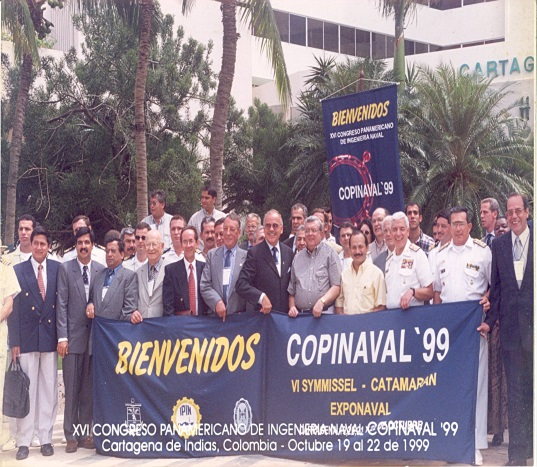 CARTAG
BIENVENIDOS
XVI CONGRESO PANAMERICANO
DE INGENIERIA NAVAL
COPINAVAL`99
BIENVENIDOS
COPINAVAL `99
VI SYMMISSEL - CATAMARAN
EXPONAVAL
IPIN
XVI CONGRESO PANAMERICANO DE INGENIERIA NAVAL, COPINAVAL '99
Cartagena de Indias, Colombia - Octubre 19 al 22 de 1999